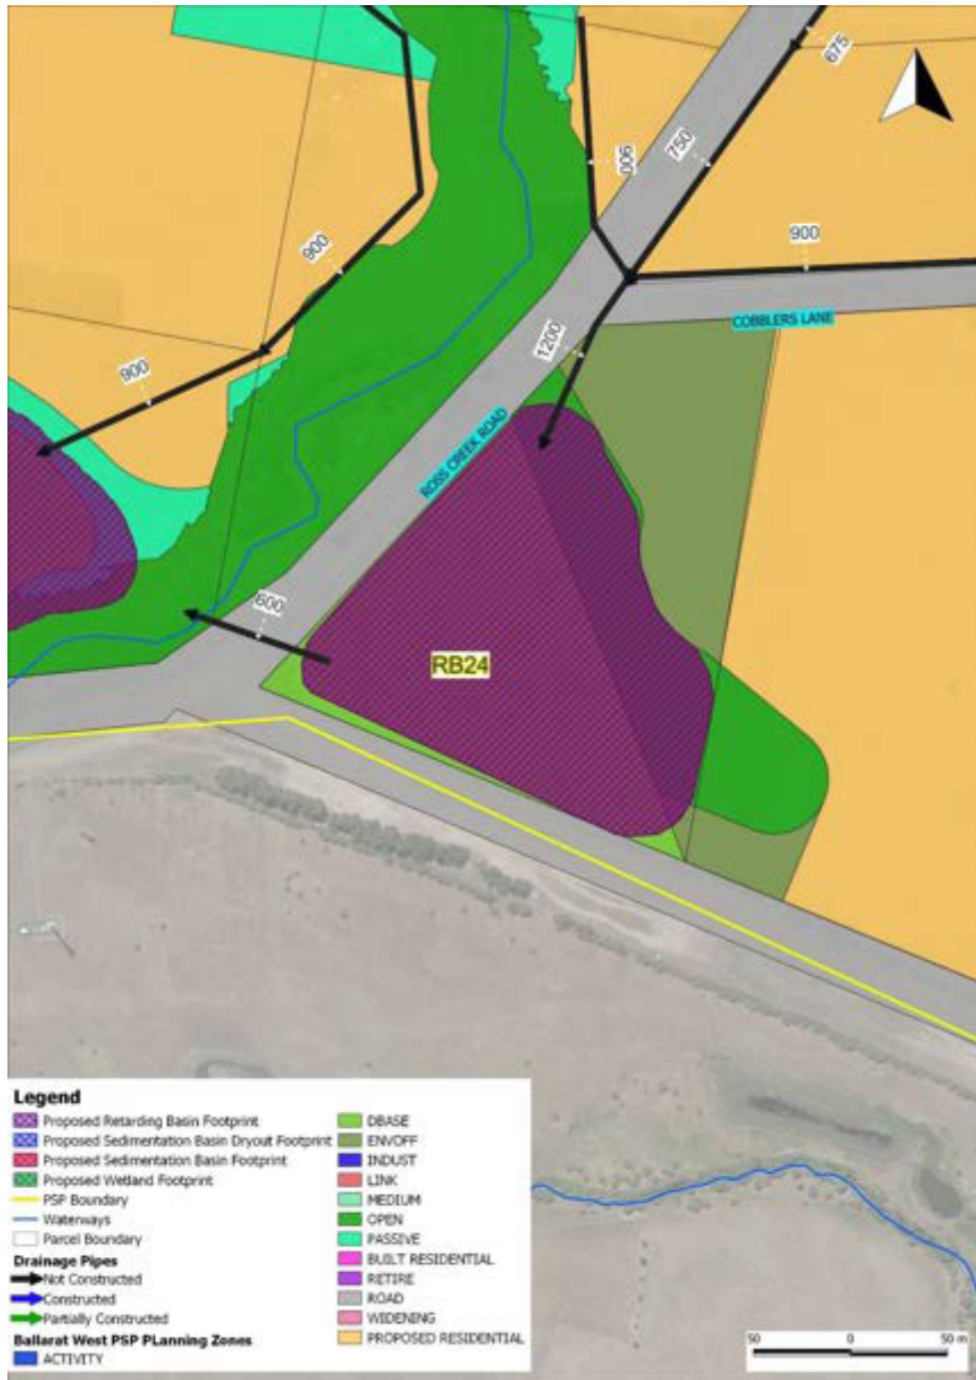 675
750
900
900
900
COBBLERS LANE
1200
900
ROSS CREEK ROAD
600
RB24
Legend
Proposed Retarding Basin Footprint
Proposed Sedimentation Basin Dryout Footprint
Proposed Sedimentation Basin Footprint
Proposed Wetland Footprint
PSP Boundary
Waterways
Parcel Boundary
Drainage Pipes
Not Constructed
Constructed
Partially Constructed
Ballarat West PSP PLanning Zones
ACTIVITY
DBASE
ENVOFF
INDUST
LINK
MEDIUM
OPEN
PASSIVE
BUILT RESIDENTIAL
RETIRE
ROAD
WIDENING
PROPOSED RESIDENTIAL
50 0 50 m